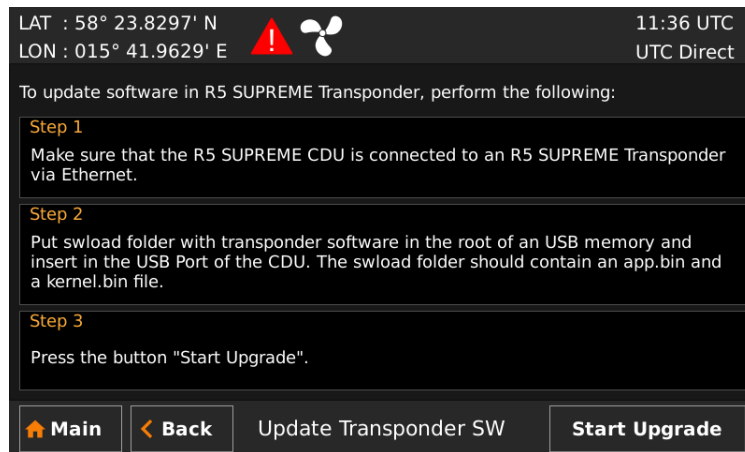 LAT : 58° 23.8297' N
LON : 015° 41.9629' E
!
11:36 UTC
UTC Direct
To update software in R5 SUPREME Transponder, perform the following:
Step 1
Make sure that the R5 SUPREME CDU is connected to an R5 SUPREME Transponder
via Ethernet.
Step 2
Put swload folder with transponder software in the root of an USB memory and
insert in the USB Port of the CDU. The swload folder should contain an app.bin and
a kernel.bin file.
Step 3
Press the button "Start Upgrade".
Main
Back
Update Transponder SW
Start Upgrade